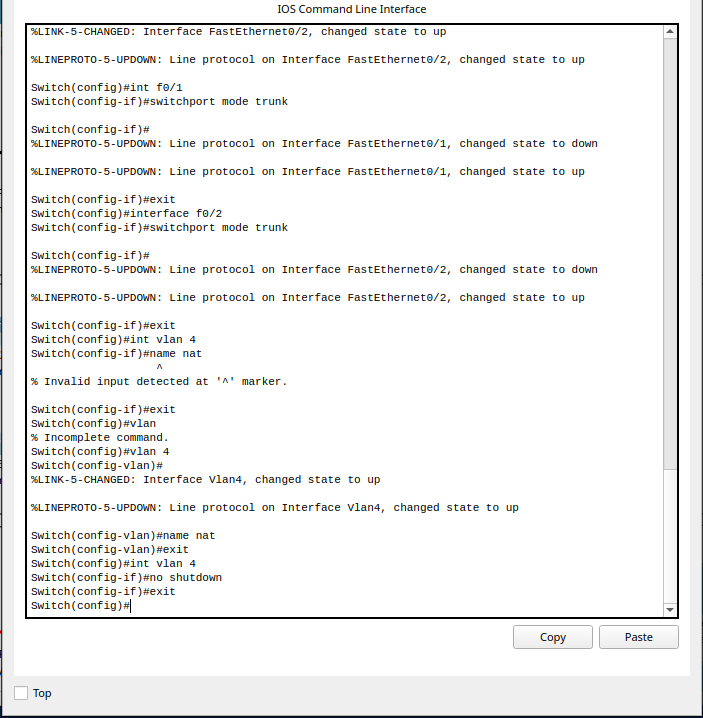 IOS Command Line Interface
%LINK-5-CHANGED: Interface FastEthernet0/2, changed state to up
%LINEPROTO-5-UPDOWN: Line protocol on Interface FastEthernet0/2, changed state to up
Switch(config)#int f0/1
Switch(config-if)#switchport mode trunk
Switch(config-if)#
%LINEPROTO-5-UPDOWN: Line protocol on Interface FastEthernet0/1, changed state to down
%LINEPROTO-5-UPDOWN: Line protocol on Interface FastEthernet0/1, changed state to up
Switch(config-if)#exit
Switch(config)#interface f0/2
Switch(config-if)#switchport mode trunk
Switch(config-if)#
%LINEPROTO-5-UPDOWN: Line protocol on Interface FastEthernet0/2, changed state to down
%LINEPROTO-5-UPDOWN: Line protocol on Interface FastEthernet0/2, changed state to up
Switch(config-if)#exit
Switch(config)#int vlan 4
Switch(config-if)#name nat
^
% Invalid input detected at '^' marker.
Switch(config-if)#exit
Switch(config)#vlan
% Incomplete command.
Switch(config)#vlan 4
Switch(config-vlan)#
%LINK-5-CHANGED: Interface Vlan4, changed state to up
%LINEPROTO-5-UPDOWN: Line protocol on Interface Vlan4, changed state to up
Switch(config-vlan)#name nat
Switch(config-vlan)#exit
Switch(config)#int vlan 4
Switch(config-if)#no shutdown
Switch(config-if)#exit
Switch(config)#
Copy
Paste
Top